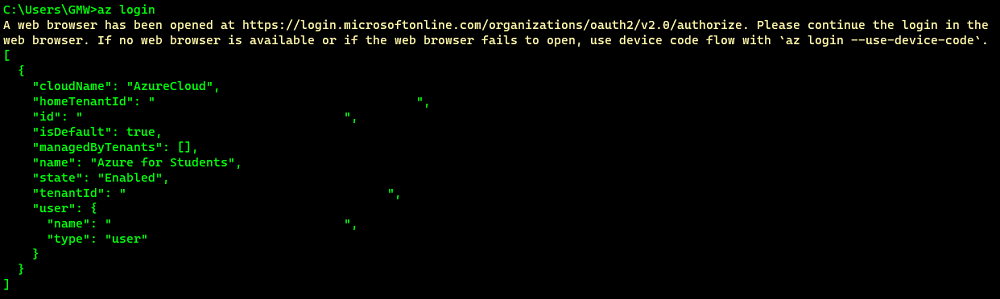 C:\Users\GMW>az login
A web browser has been opened at https://login.microsoftonline.com/organizations/oauth2/v2.0/authorize. Please continue the login in the
web browser. If no web browser is available or if the web browser fails to open, use device code flow with `az login --use-device-code`.
[
  {
    "cloudName": "AzureCloud",
    "homeTenantId": "                                    ",
    "id": "                                    ",
    "isDefault": true,
    "managedByTenants": [],
    "name": "Azure for Students",
    "state": "Enabled",
    "tenantId": "                                    ",
    "user": {
      "name": "                                ",
      "type": "user"
    }
  }
]